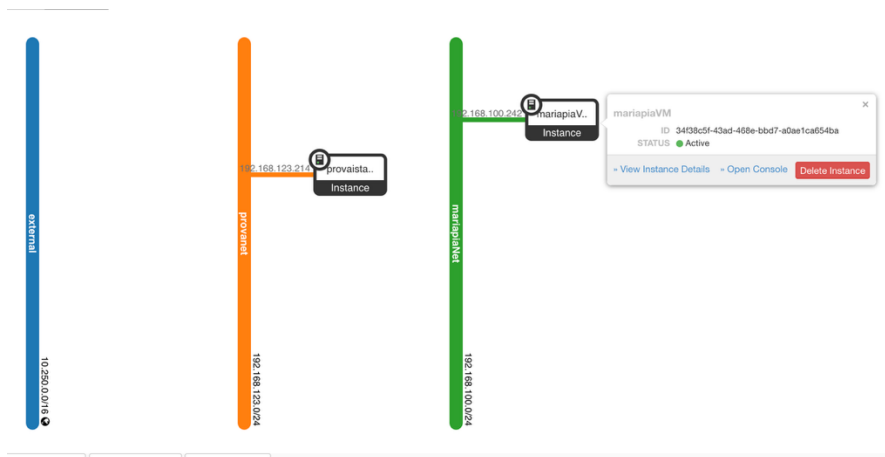 external
10.250.0.0/16
provanet
192.168.123.0/24
192.168.123.214
provaista..
Instance
mariapiaNet
192.168.100.0/24
2.168.100.242
mariapiaV..
Instance
mariapiaVM
×
ID 34f38c5f-43ad-468e-bbd7-a0ae1ca654ba
STATUS Active
» View Instance Details » Open Console Delete Instance